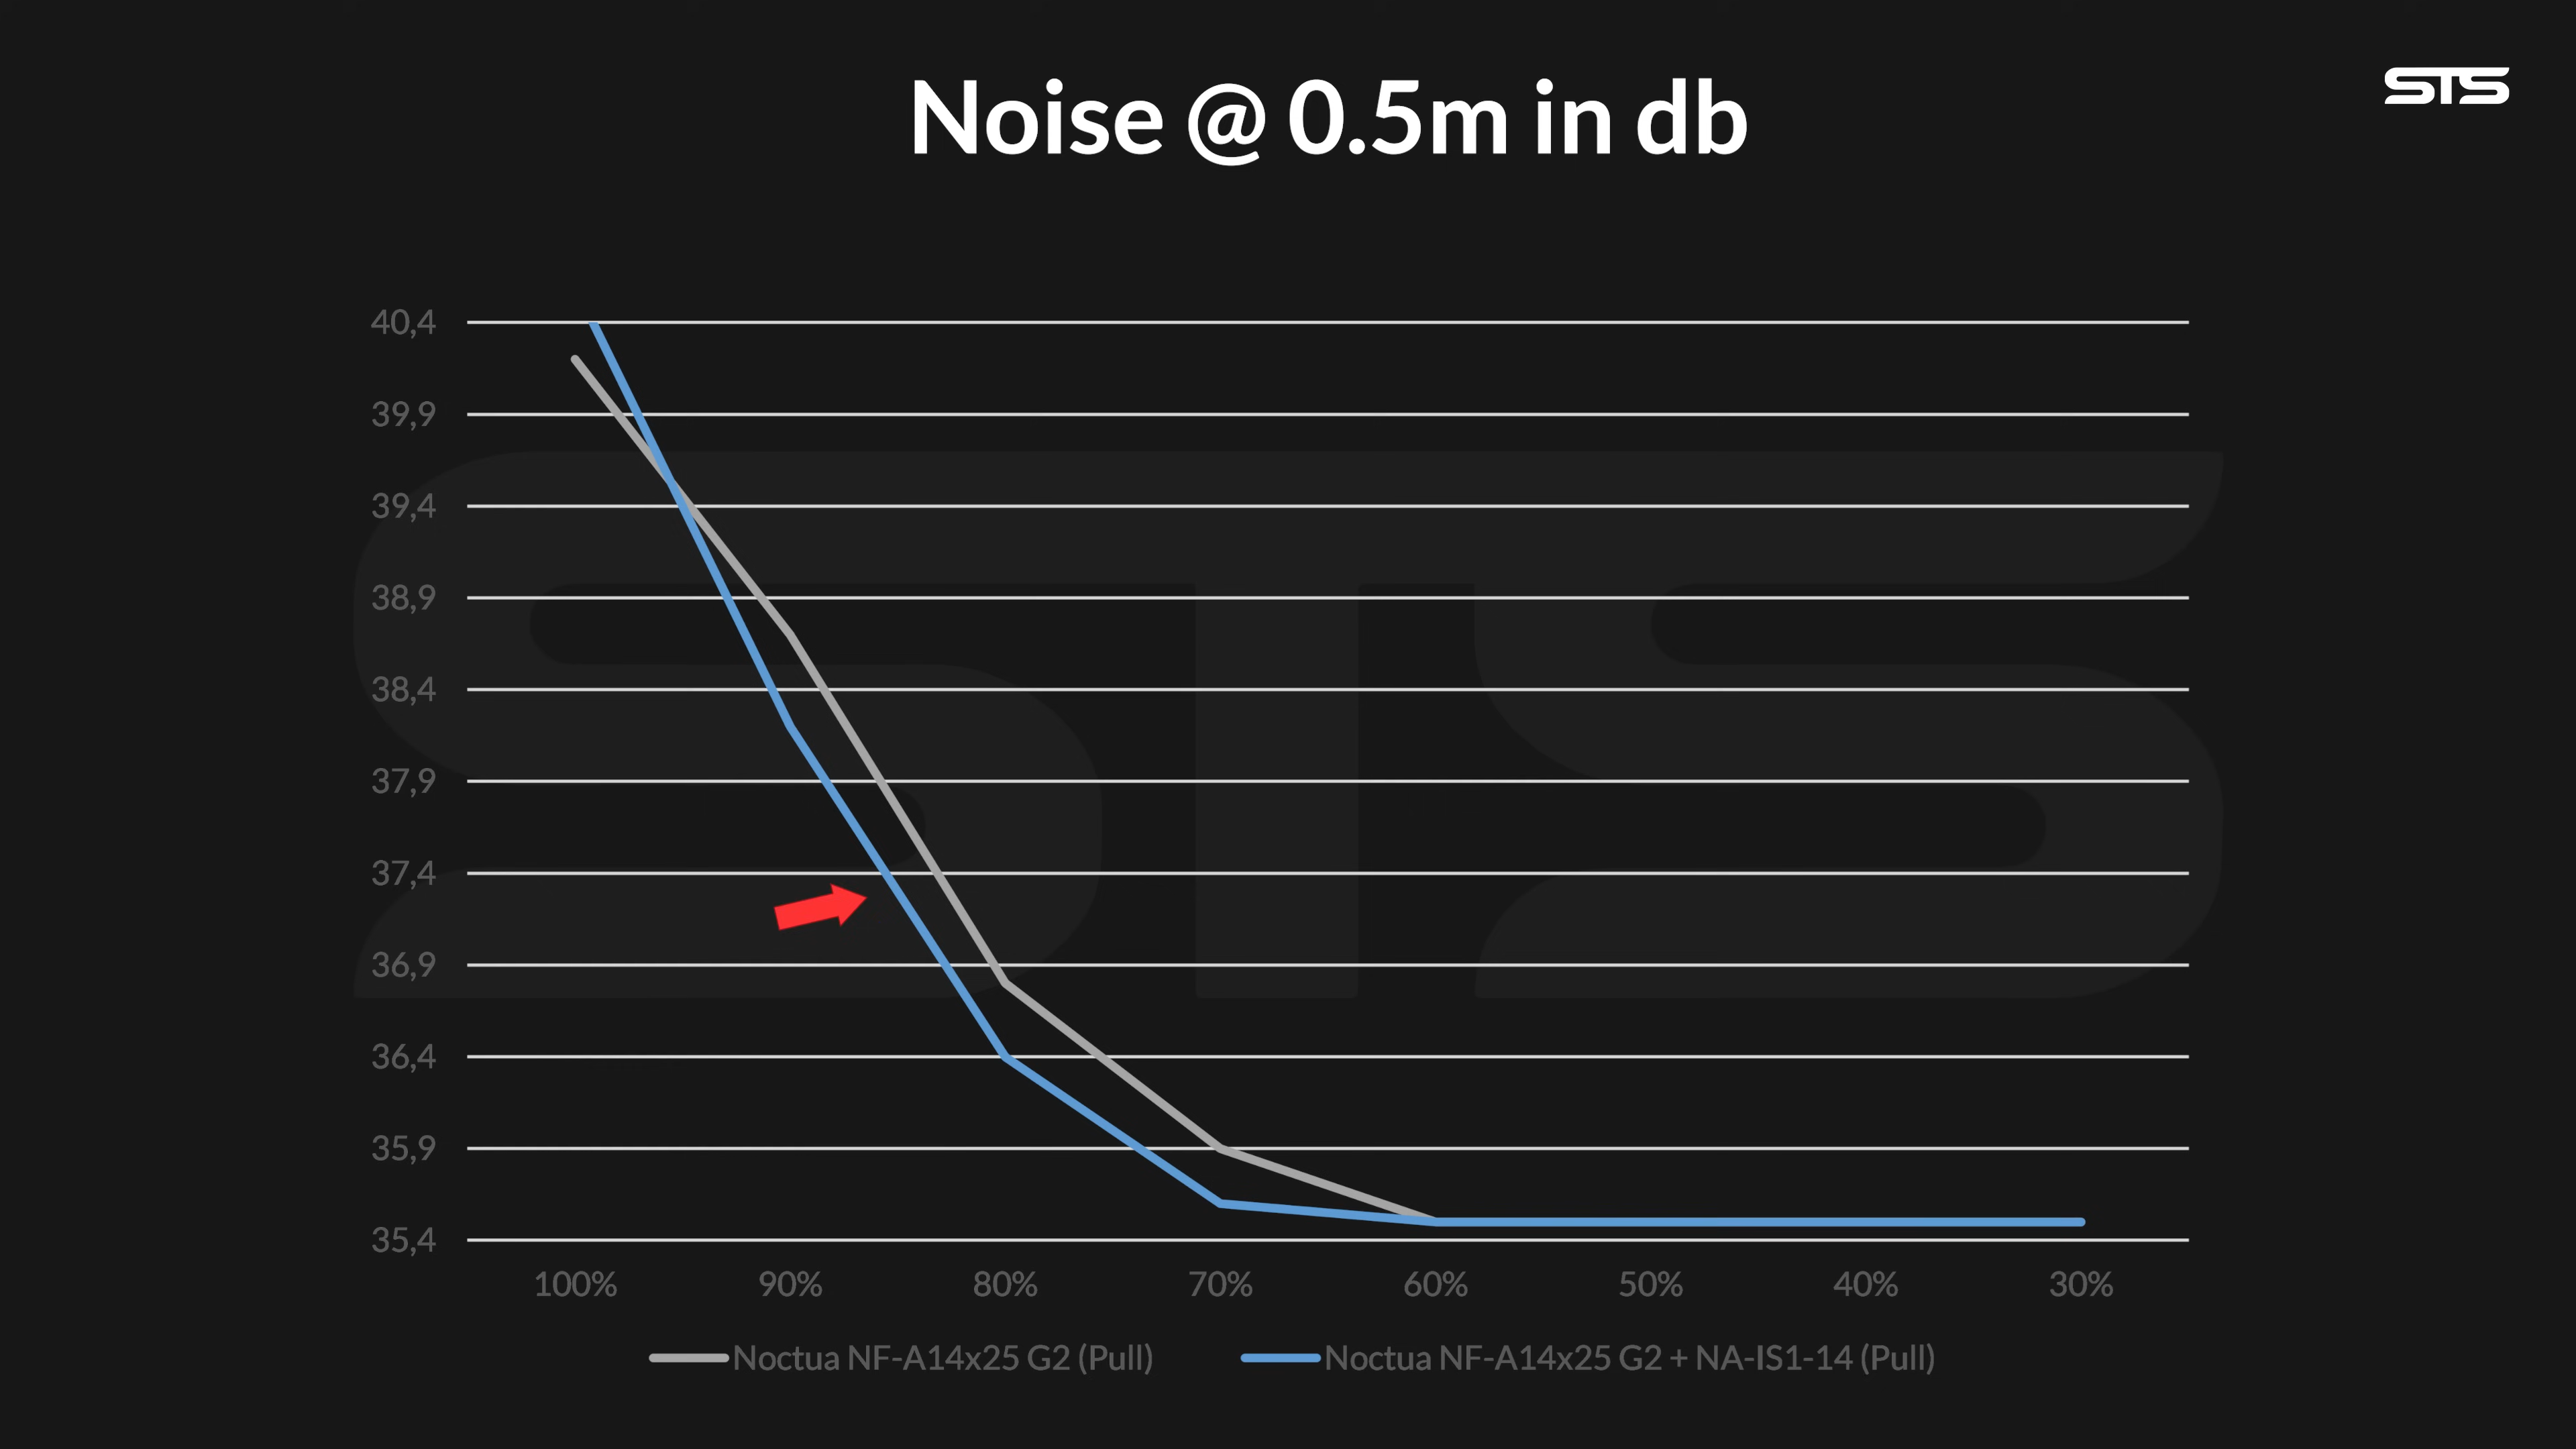 Noise @ 0.5m in db
STS
40,4
39,9
39,4
38,9
38,4
37,9
37,4
36,9
36,4
35,9
35,4
100% 90% 80% 70% 60% 50% 40% 30%
Noctua NF-A14x25 G2 (Pull) Noctua NF-A14x25 G2 + NA-IS1-14 (Pull)
STS